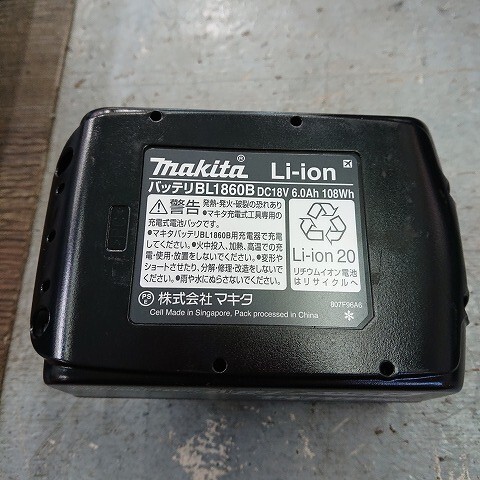 makita® Li-ion
バッテリBL1860B DC18V 6.0Ah 108Wh
⚠警告 発熱・発火・破裂の恐れあり
●マキタ充電式工具専用の
充電式電池パックです。
●マキタバッテリBL1860B用充電器で充電
してください。●火中投入、加熱、高温での充
電・使用・放置をしないでください。●変形や
ショートさせたり、分解・修理・改造をしないで
ください。●雨や水にぬらさないでください。
Li-ion 20
リチウムイオン電池
はリサイクルへ
PS E 株式会社マキタ
Cell Made in Singapore, Pack processed in China
807F96A6
＊